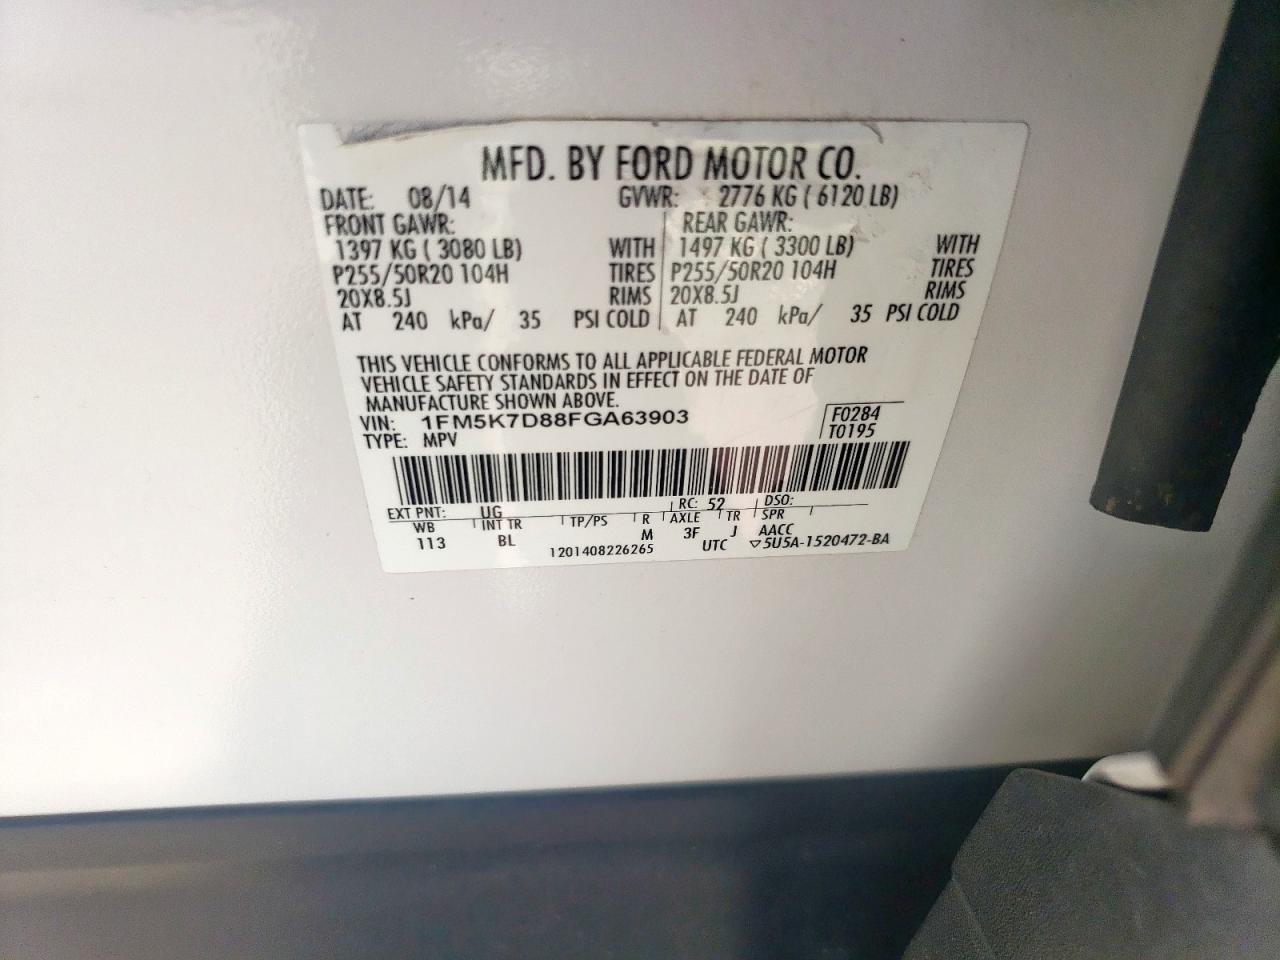 MFD. BY FORD MOTOR CO.
DATE: 08/14 GVWR: 2776 KG ( 6120 LB)
FRONT GAWR: REAR GAWR:
1397 KG ( 3080 LB) WITH 1497 KG ( 3300 LB) WITH
P255/50R20 104H TIRES P255/50R20 104H TIRES
20X8.5J RIMS 20X8.5J RIMS
AT 240 kPa/ 35 PSI COLD AT 240 kPa/ 35 PSI COLD
THIS VEHICLE CONFORMS TO ALL APPLICABLE FEDERAL MOTOR
VEHICLE SAFETY STANDARDS IN EFFECT ON THE DATE OF
MANUFACTURE SHOWN ABOVE.
VIN: 1FM5K7D88FGA63903 F0284
TYPE: MPV T0195
EXT PNT: UG RC: 52 DSO:
WB INT TR TP/PS R AXLE TR SPR
113 BL M 3F J AACC
1201408226265 UTC ▽5U5A-1520472-BA